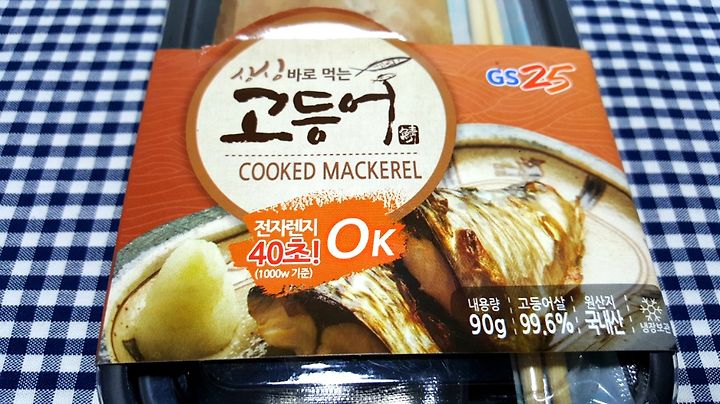 싱싱 바로 먹는
고등어
COOKED MACKEREL
GS25
전자렌지
40초!
(1000w 기준)
OK
내용량 고등어살 원산지
90g 99.6% 국내산 냉장보관